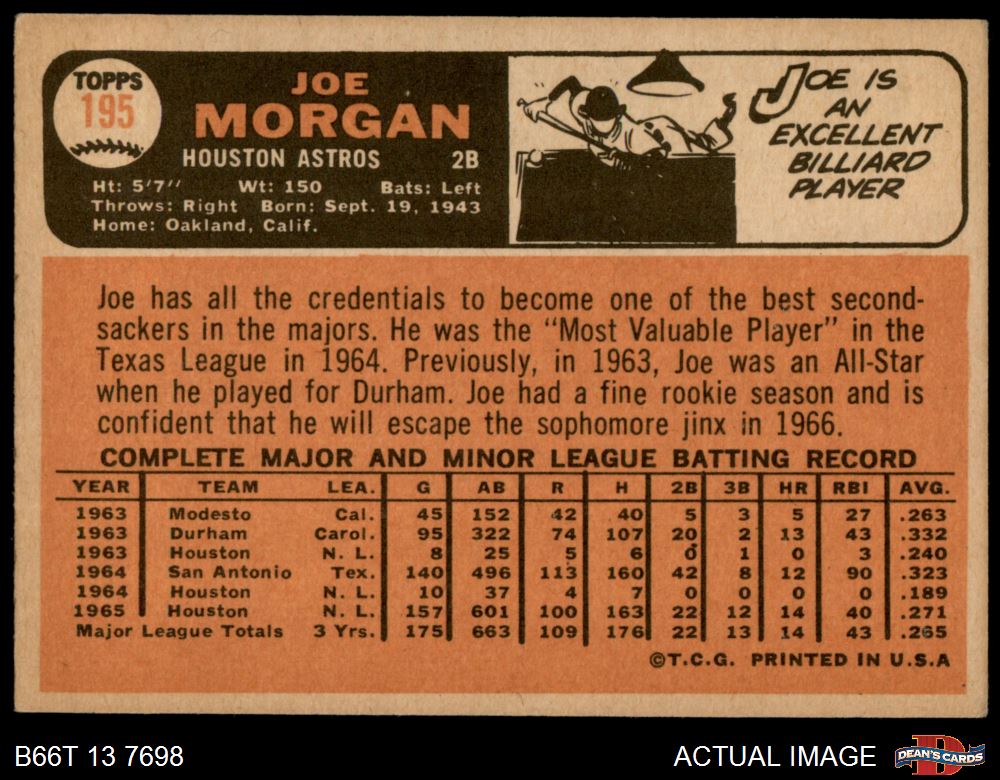 TOPPS
195
JOE
MORGAN
HOUSTON ASTROS 2B
Ht: 5'7" Wt: 150 Bats: Left
Throws: Right Born: Sept. 19, 1943
Home: Oakland, Calif.
JOE IS
AN
EXCELLENT
BILLIARD
PLAYER
Joe has all the credentials to become one of the best second-
sackers in the majors. He was the "Most Valuable Player" in the
Texas League in 1964. Previously, in 1963, Joe was an All-Star
when he played for Durham. Joe had a fine rookie season and is
confident that he will escape the sophomore jinx in 1966.
COMPLETE MAJOR AND MINOR LEAGUE BATTING RECORD
YEAR TEAM LEA. G AB R H 2B 3B HR RBI AVG.
1963 Modesto Cal. 45 152 42 40 5 3 5 27 .263
1963 Durham Carol. 95 322 74 107 20 2 13 43 .332
1963 Houston N. L. 8 25 5 6 0 1 0 3 .240
1964 San Antonio Tex. 140 496 113 160 42 8 12 90 .323
1964 Houston N. L. 10 37 4 7 0 0 0 0 .189
1965 Houston N. L. 157 601 100 163 22 12 14 40 .271
Major League Totals 3 Yrs. 175 663 109 176 22 13 14 43 .265
©T.C.G. PRINTED IN U.S.A
B66T 13 7698 ACTUAL IMAGE
DEAN'S CARDS